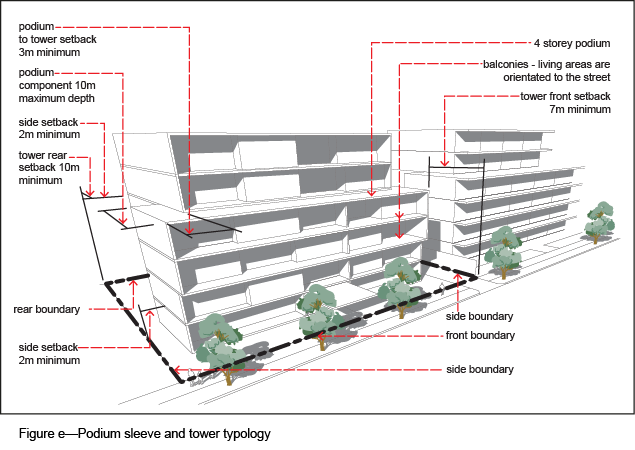 podium
to tower setback
3m minimum
podium
component 10m
maximum depth
side setback
2m minimum
tower rear
setback 10m
minimum
rear boundary
side setback
2m minimum
4 storey podium
balconies - living areas are
orientated to the street
tower front setback
7m minimum
side boundary
front boundary
side boundary
Figure e—Podium sleeve and tower typology